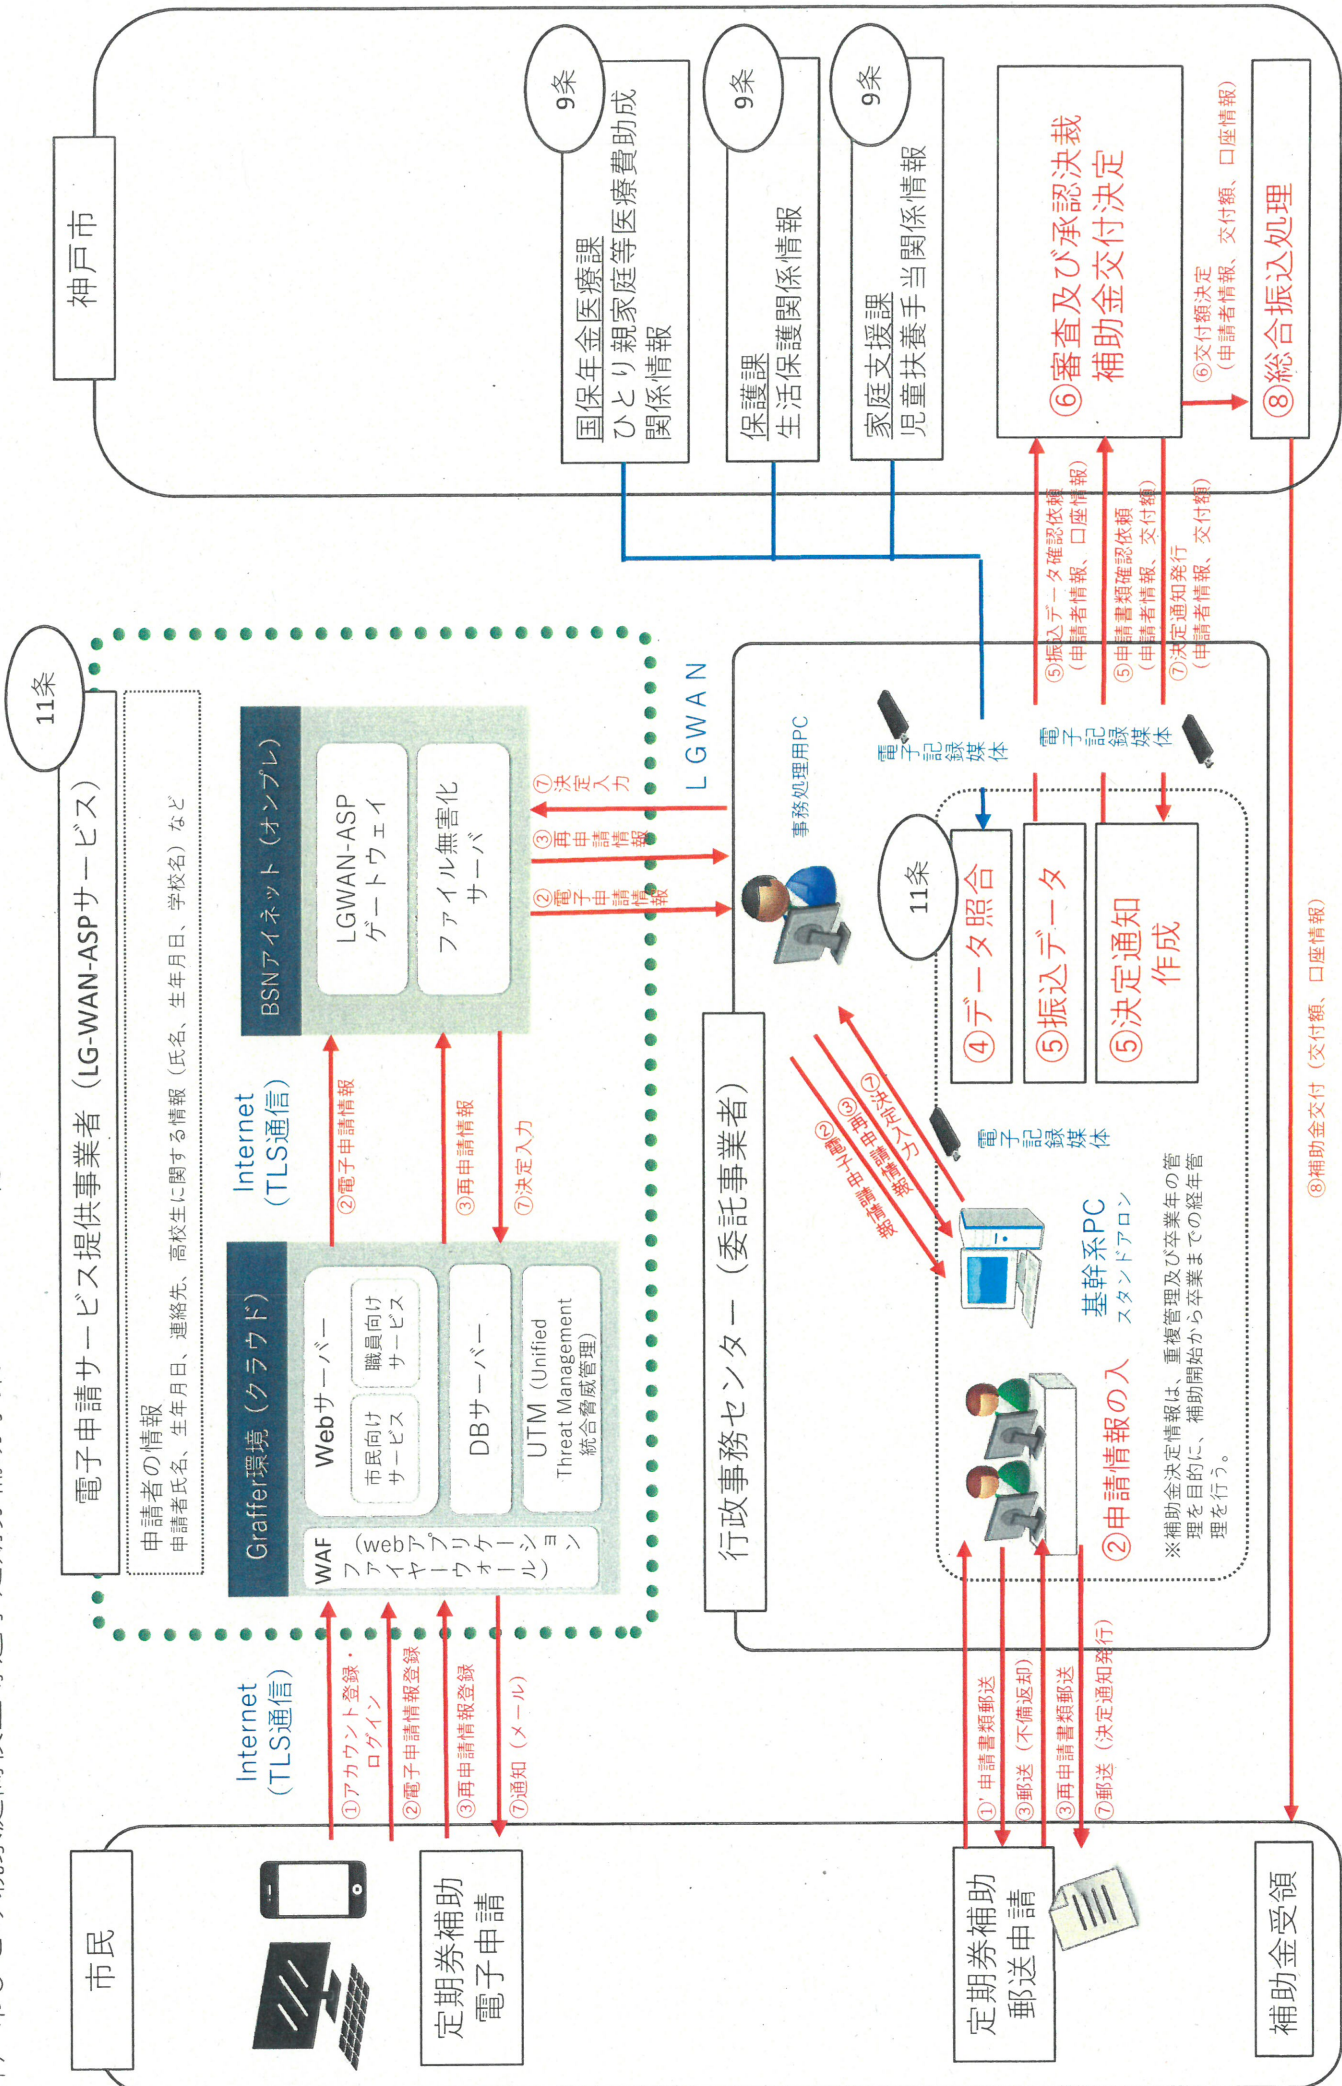 市民
定期券補助
電子申請
定期券補助
郵送申請
補助金受領
Internet
(TLS通信)
①アカウント登録・
ログイン
②電子申請情報登録
③再申請情報登録
⑦通知（メール）
①’申請書類郵送
③郵送（不備返却）
③再申請書類郵送
⑦郵送（決定通知発行）
11条
電子申請サービス提供事業者（LG-WAN-ASPサービス）
申請者の情報
申請者氏名、生年月日、連絡先、高校生に関する情報（氏名、生年月日、学校名）など
Graffer環境（クラウド）
WAF
（webアプリケーション
ファイヤーウォール）
Webサーバー
市民向け
サービス
職員向け
サービス
DBサーバー
UTM（Unified
Threat Management
統合脅威管理）
Internet
(TLS通信)
②電子申請情報
③再申請情報
⑦決定入力
BSNアイネット（オンプレ）
LGWAN-ASP
ゲートウェイ
ファイル無害化
サーバ
②電子申請情報
③再申請情報
⑦決定入力
LGWAN
行政事務センター（委託事業者）
事務処理用PC
②電子申請情報
③再申請情報
⑦決定入力
電子記録媒体
②申請情報の入
基幹系PC
スタンドアロン
※補助金決定情報は、重複管理及び卒業年の管
理を目的に、補助開始から卒業までの経年管
理を行う。
11条
④データ照合
⑤振込データ
⑤決定通知
作成
電子記録媒体
電子記録媒体
⑤振込データ確認依頼
（申請者情報、口座情報）
⑤申請書類確認依頼
（申請者情報、交付額）
⑦決定通知発行
（申請者情報、交付額）
神戸市
9条
国保年金医療課
ひとり親家庭等医療費助成
関係情報
9条
保護課
生活保護関係情報
9条
家庭支援課
児童扶養手当関係情報
⑥審査及び承認決裁
補助金交付決定
⑥交付額決定
（申請者情報、交付額、口座情報）
⑧総合振込処理
⑧補助金交付（交付額、口座情報）